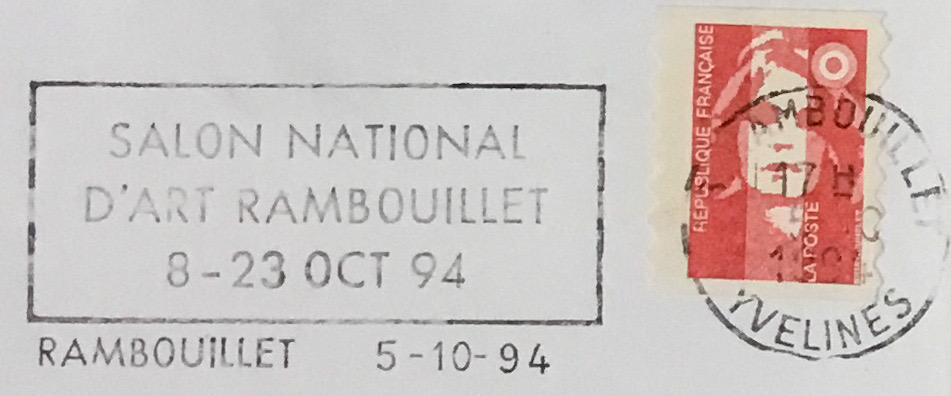 SALON NATIONAL
D'ART RAMBOUILLET
8-23 OCT 94
RAMBOUILLET 5-10-94
REPUBLIQUE FRANÇAISE
LA POSTE
RAMBOUILLET
17 H
YVELINES